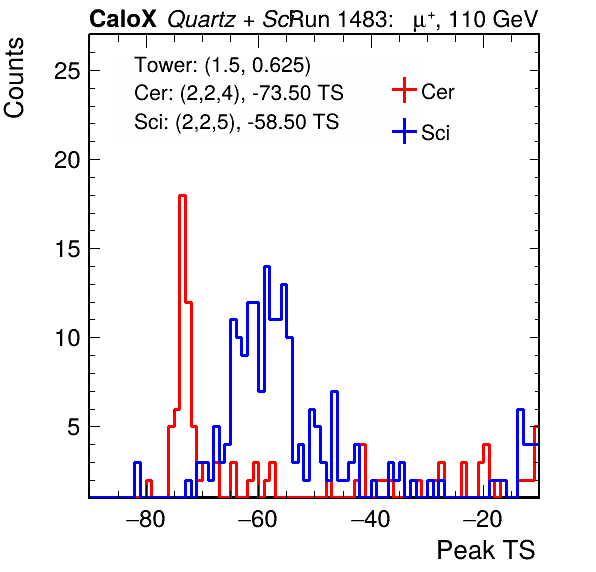 CaloX Quartz + Sci Run 1483: μ+, 110 GeV
Counts
Tower: (1.5, 0.625)
Cer: (2,2,4), -73.50 TS
Sci: (2,2,5), -58.50 TS
Cer
Sci
25
20
15
10
5
−80 −60 −40 −20
Peak TS